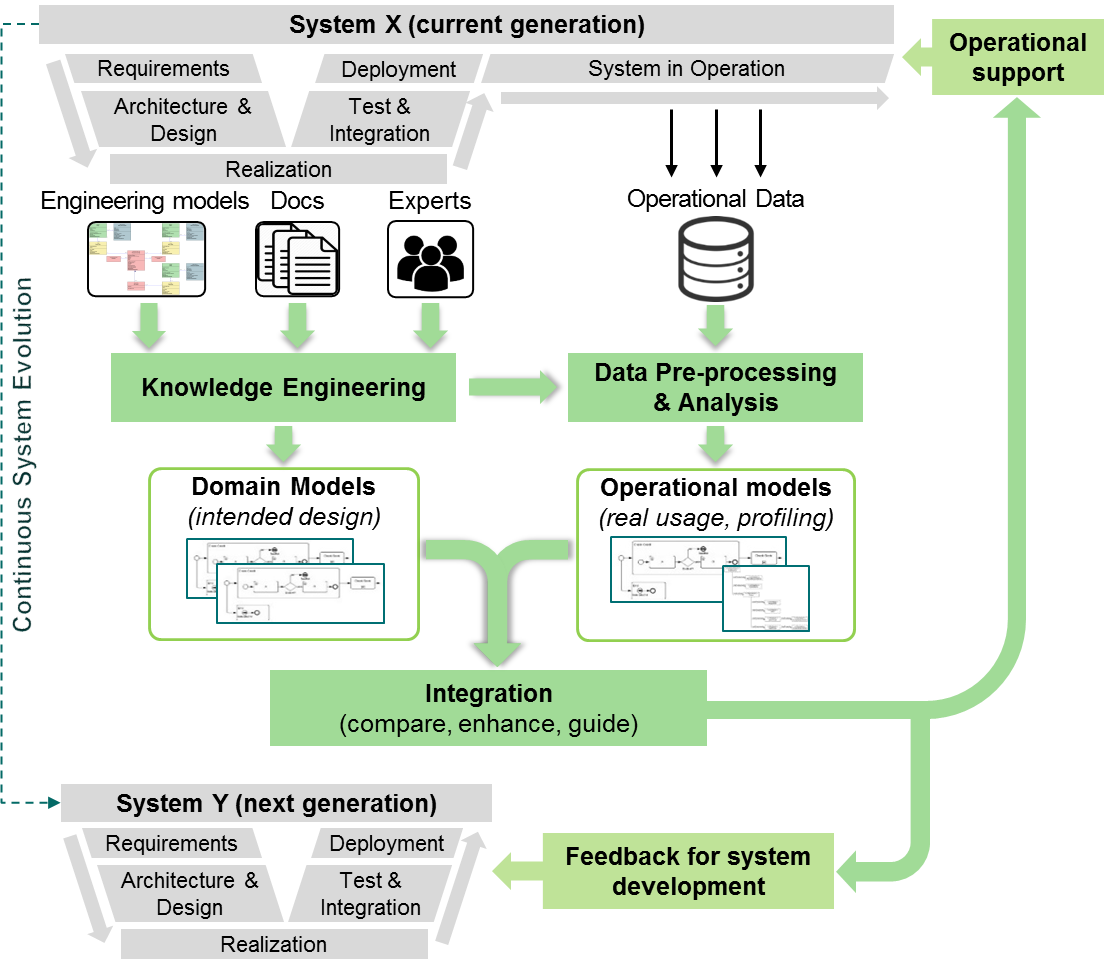 System X (current generation)
Operational
support
Requirements
Deployment
System in Operation
Architecture &
Design
Test &
Integration
Realization
Engineering models
Docs
Experts
Operational Data
Continuous System Evolution
Knowledge Engineering
Data Pre-processing
& Analysis
Domain Models
(intended design)
Operational models
(real usage, profiling)
Integration
(compare, enhance, guide)
System Y (next generation)
Requirements
Deployment
Architecture &
Design
Test &
Integration
Realization
Feedback for system
development